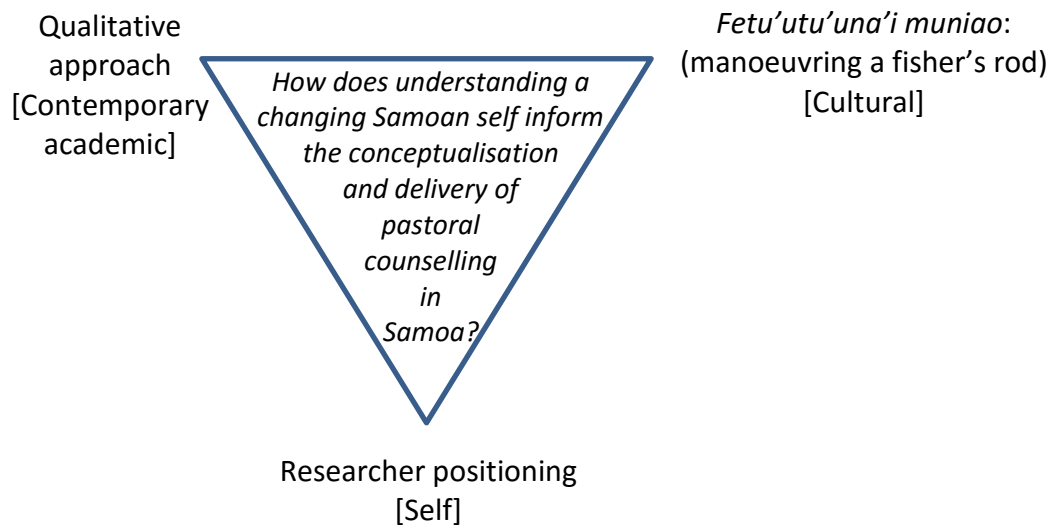 Qualitative
approach
[Contemporary
academic]
Fetu’utu’una’i muniao:
(manoeuvring a fisher’s rod)
[Cultural]
How does understanding a
changing Samoan self inform
the conceptualisation
and delivery of
pastoral
counselling
in
Samoa?
Researcher positioning
[Self]